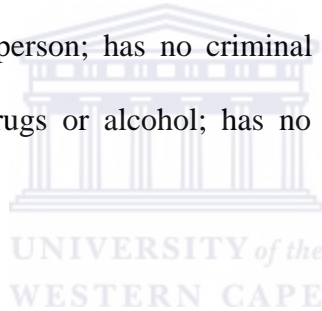 person; has no criminal
rugs or alcohol; has no
UNIVERSITY of the
WESTERN CAPE